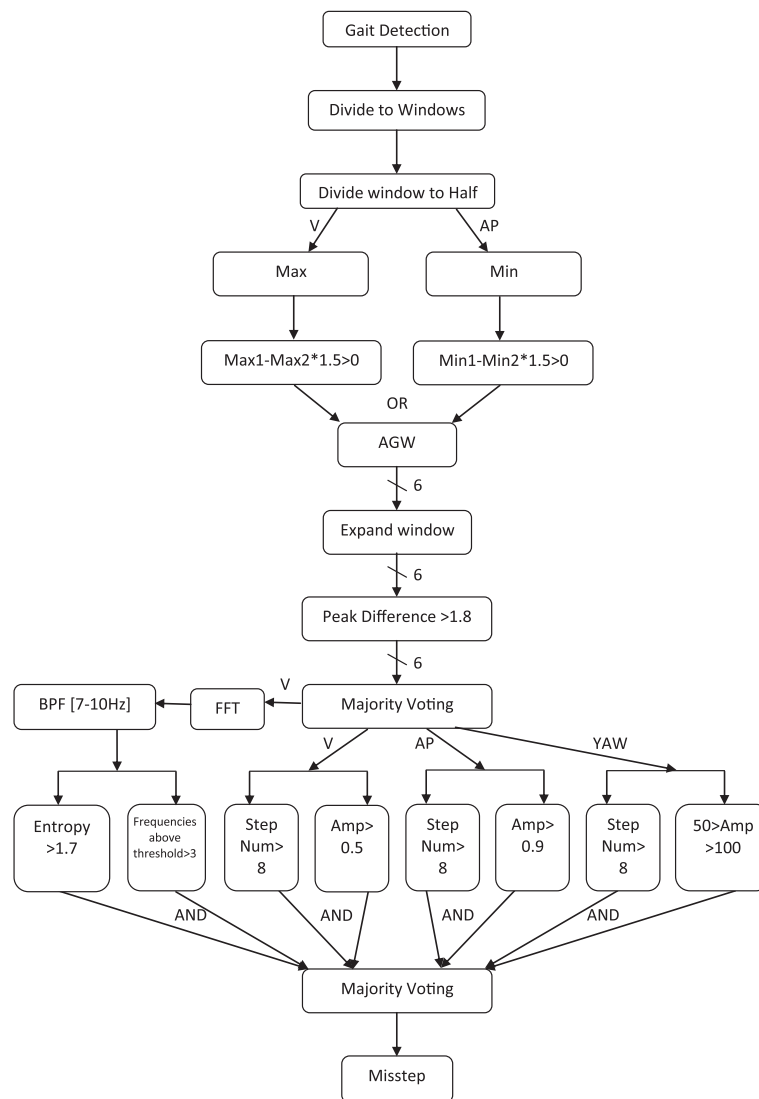 Gait Detection
Divide to Windows
Divide window to Half
V
AP
Max
Min
Max1-Max2*1.5>0
Min1-Min2*1.5>0
OR
AGW
6
Expand window
6
Peak Difference >1.8
6
V
BPF [7-10Hz]
FFT
Majority Voting
V
AP
YAW
Entropy
>1.7
Frequencies
above
threshold>3
Step
Num>
8
Amp>
0.5
Step
Num>
8
Amp>
0.9
Step
Num>
8
50>Amp
>100
AND
AND
AND
AND
Majority Voting
Misstep